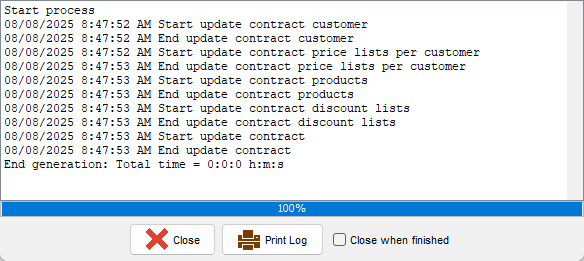 Start process
08/08/2025 8:47:52 AM Start update contract customer
08/08/2025 8:47:52 AM End update contract customer
08/08/2025 8:47:52 AM Start update contract price lists per customer
08/08/2025 8:47:53 AM End update contract price lists per customer
08/08/2025 8:47:53 AM Start update contract products
08/08/2025 8:47:53 AM End update contract products
08/08/2025 8:47:53 AM Start update contract discount lists
08/08/2025 8:47:53 AM End update contract discount lists
08/08/2025 8:47:53 AM Start update contract
08/08/2025 8:47:53 AM End update contract
End generation: Total time = 0:0:0 h:m:s
100%
Close Print Log Close when finished